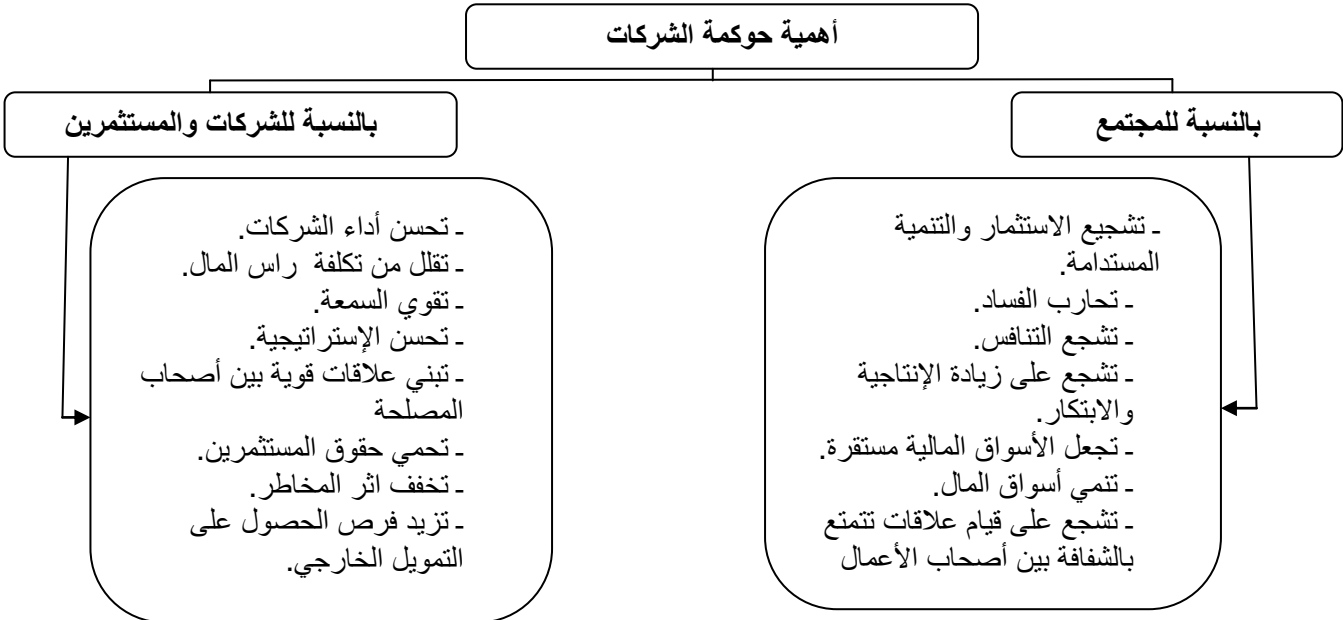 أهمية حوكمة الشركات
بالنسبة للمجتمع
بالنسبة للشركات والمستثمرين
ـ تشجيع الاستثمار والتنمية
المستدامة.
ـ تحارب الفساد.
ـ تشجع التنافس.
ـ تشجع على زيادة الإنتاجية
والابتكار.
ـ تجعل الأسواق المالية مستقرة.
ـ تنمي أسواق المال.
ـ تشجع على قيام علاقات تتمتع
بالشفافة بين أصحاب الأعمال
ـ تحسن أداء الشركات.
ـ تقلل من تكلفة راس المال.
ـ تقوي السمعة.
ـ تحسن الإستراتيجية.
ـ تبني علاقات قوية بين أصحاب
المصلحة
ـ تحمي حقوق المستثمرين.
ـ تخفف اثر المخاطر.
ـ تزيد فرص الحصول على
التمويل الخارجي.